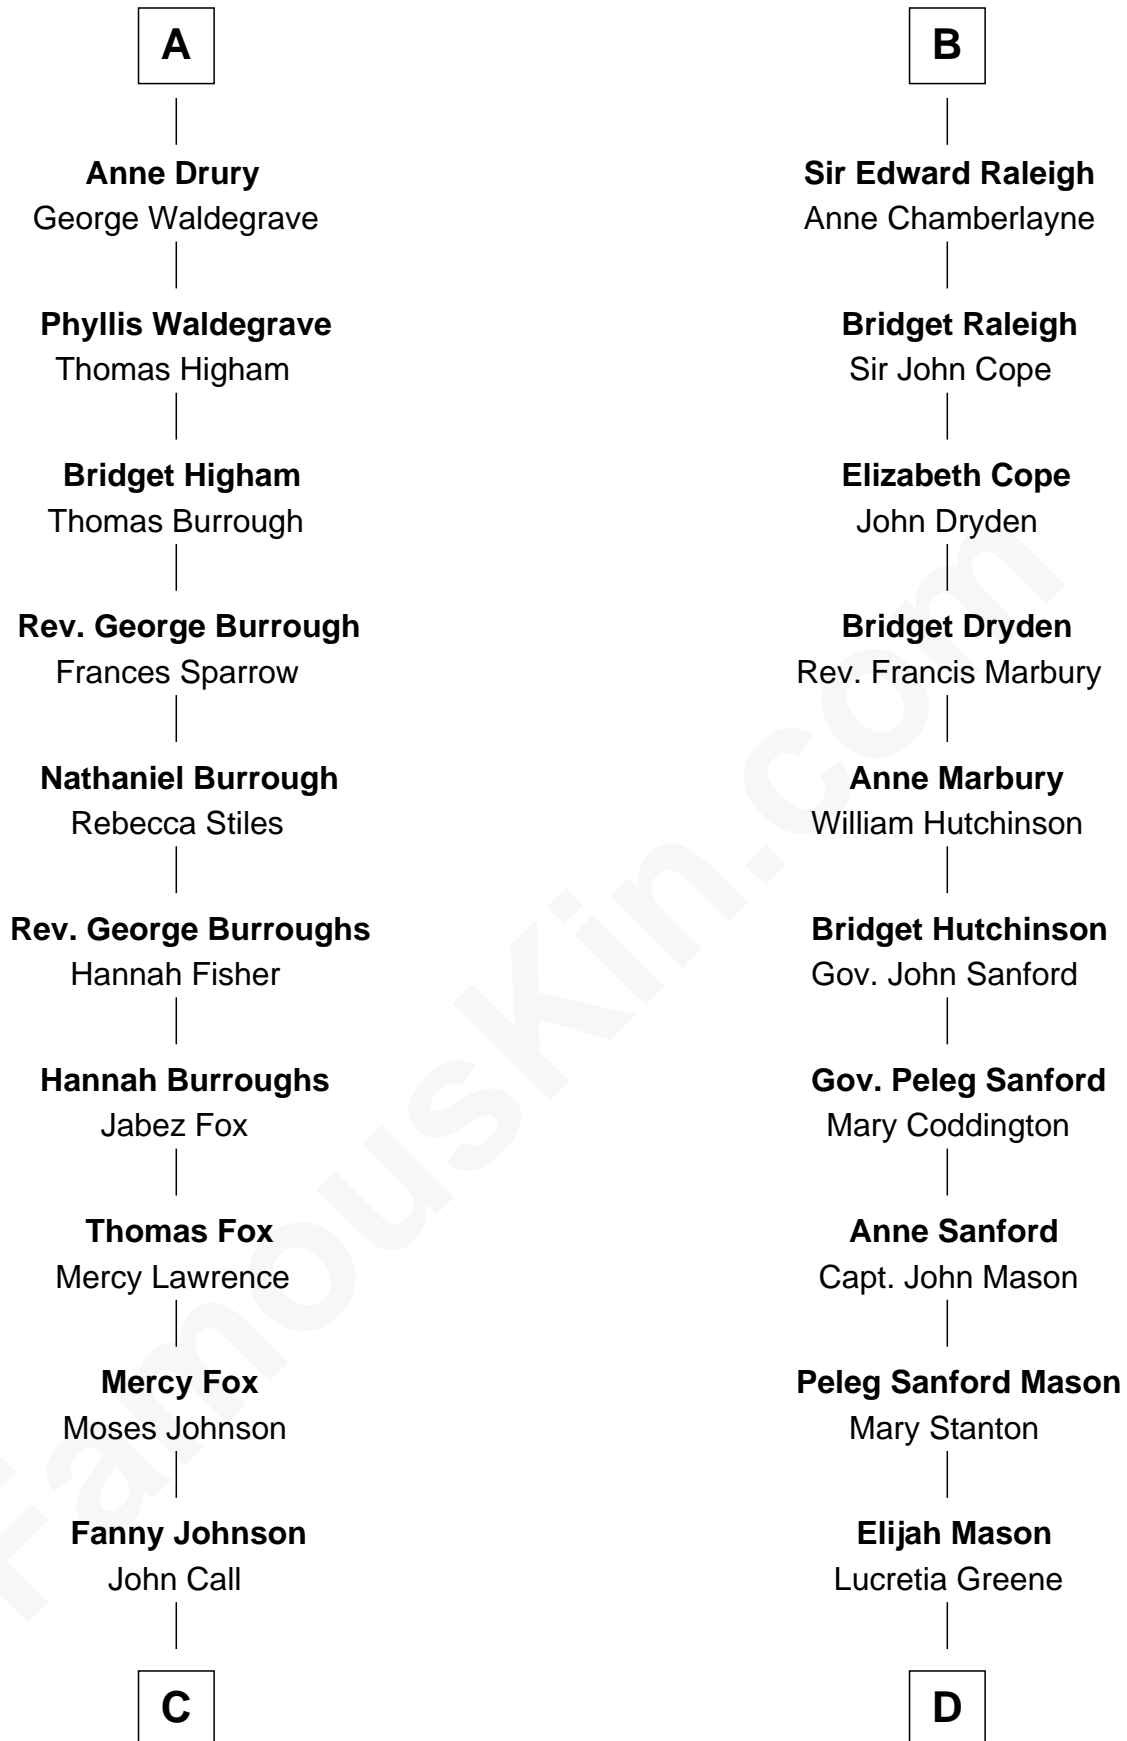 A
Anne Drury
George Waldegrave
Phyllis Waldegrave
Thomas Higham
Bridget Higham
Thomas Burrough
Rev. George Burrough
Frances Sparrow
Nathaniel Burrough
Rebecca Stiles
Rev. George Burroughs
Hannah Fisher
Hannah Burroughs
Jabez Fox
Thomas Fox
Mercy Lawrence
Mercy Fox
Moses Johnson
Fanny Johnson
John Call
C
B
Sir Edward Raleigh
Anne Chamberlayne
Bridget Raleigh
Sir John Cope
Elizabeth Cope
John Dryden
Bridget Dryden
Rev. Francis Marbury
Anne Marbury
William Hutchinson
Bridget Hutchinson
Gov. John Sanford
Gov. Peleg Sanford
Mary Coddington
Anne Sanford
Capt. John Mason
Peleg Sanford Mason
Mary Stanton
Elijah Mason
Lucretia Greene
D
FamousKin.com